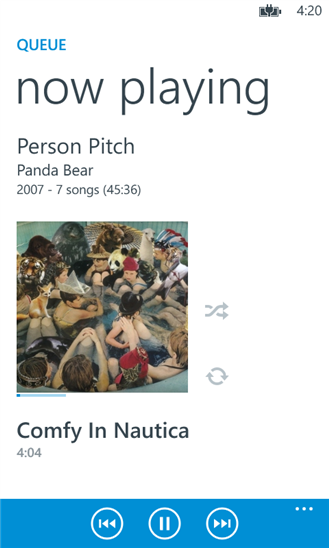 4:20
QUEUE
now playing
Person Pitch
Panda Bear
2007 - 7 songs (45:36)
Comfy In Nautica
4:04